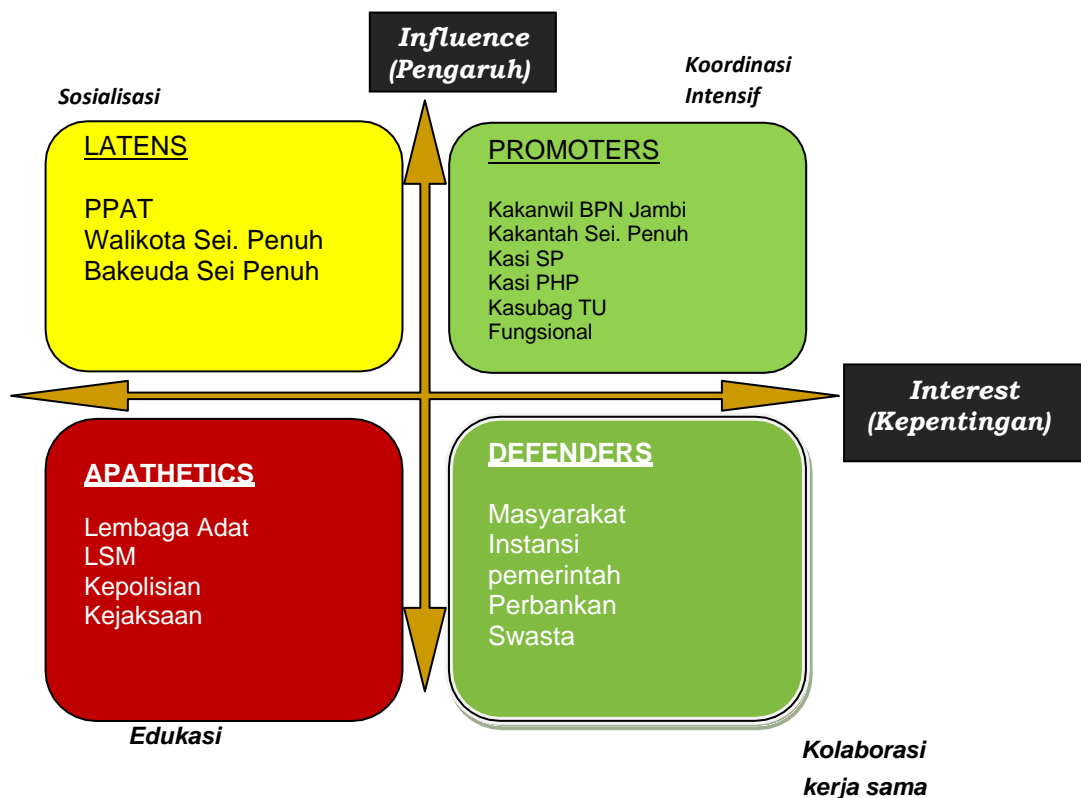 Influence
(Pengaruh)
Sosialisasi
Koordinasi
Intensif
LATENS
PPAT
Walikota Sei. Penuh
Bakeuda Sei Penuh
PROMOTERS
Kakanwil BPN Jambi
Kakantah Sei. Penuh
Kasi SP
Kasi PHP
Kasubag TU
Fungsional
Interest
(Kepentingan)
APATHETICS
Lembaga Adat
LSM
Kepolisian
Kejaksaan
DEFENDERS
Masyarakat
Instansi
pemerintah
Perbankan
Swasta
Edukasi
Kolaborasi
kerja sama